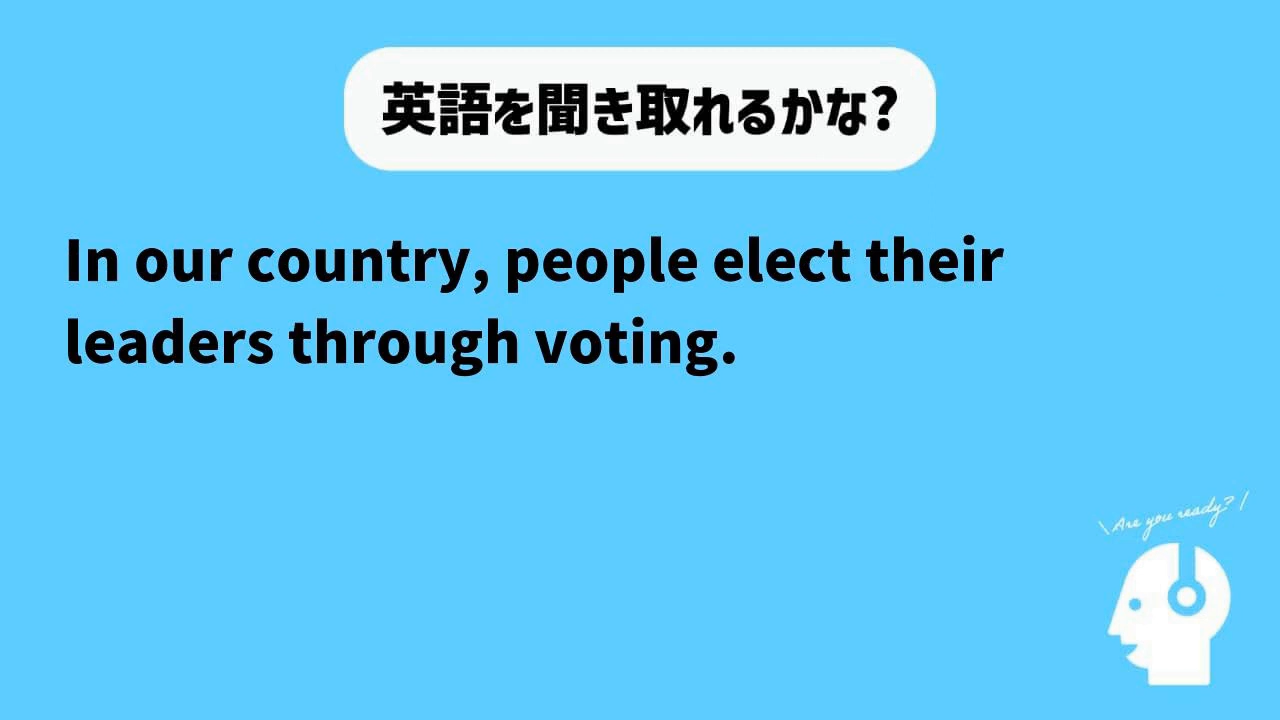 英語を聞き取れるかな?
In our country, people elect their
leaders through voting.
\ Are you ready? /